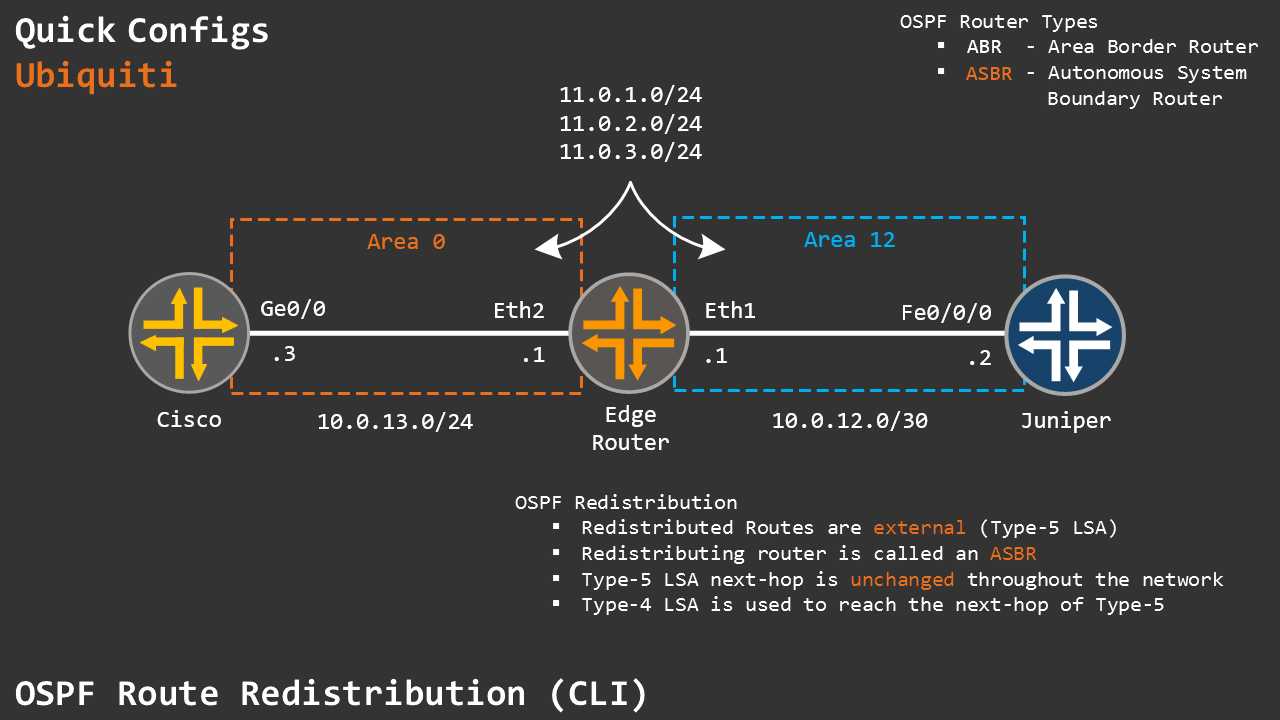 Quick Configs
Ubiquiti
OSPF Router Types
▪ ABR - Area Border Router
▪ ASBR - Autonomous System
Boundary Router
11.0.1.0/24
11.0.2.0/24
11.0.3.0/24
Area 0
Area 12
Ge0/0
Eth2
Eth1
Fe0/0/0
.3
.1
.1
.2
Cisco
10.0.13.0/24
Edge
Router
10.0.12.0/30
Juniper
OSPF Redistribution
▪ Redistributed Routes are external (Type-5 LSA)
▪ Redistributing router is called an ASBR
▪ Type-5 LSA next-hop is unchanged throughout the network
▪ Type-4 LSA is used to reach the next-hop of Type-5
OSPF Route Redistribution (CLI)